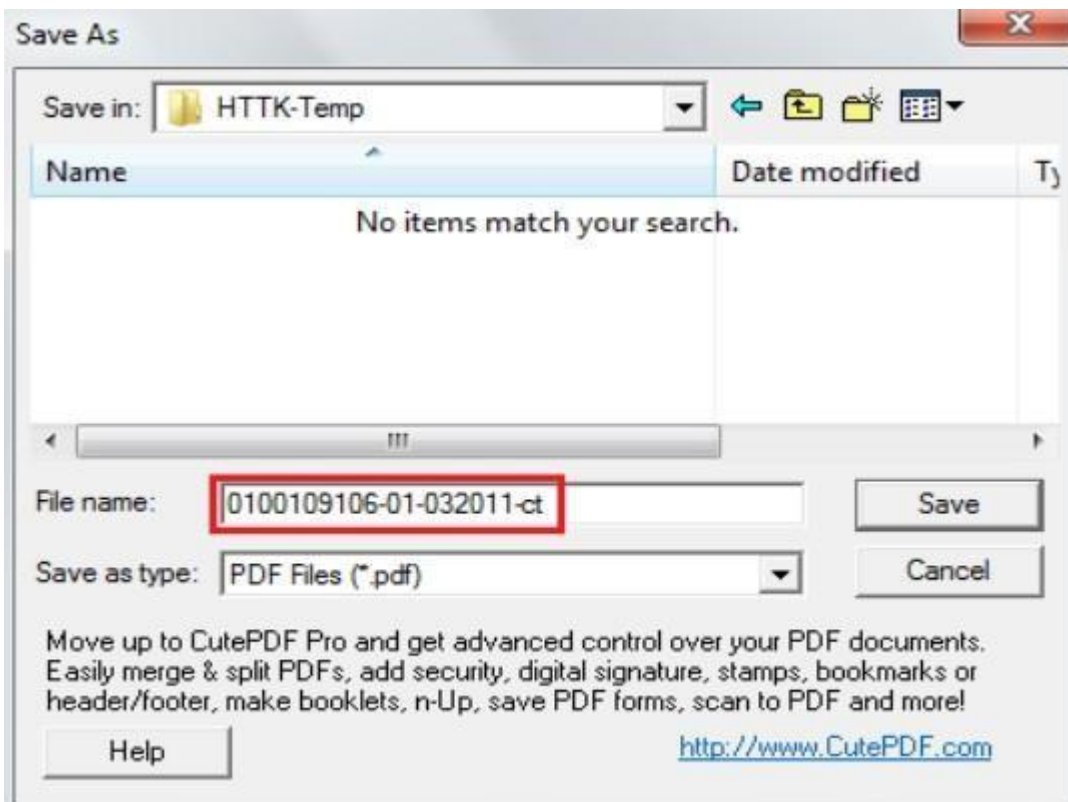 Save As
Save in: HTTK-Temp
Name Date modified Ty
No items match your search.
File name: 0100109106-01-032011-ct Save
Save as type: PDF Files (*.pdf) Cancel
Move up to CutePDF Pro and get advanced control over your PDF documents.
Easily merge & split PDFs, add security, digital signature, stamps, bookmarks or
header/footer, make booklets, n-Up, save PDF forms, scan to PDF and more!
Help http://www.CutePDF.com